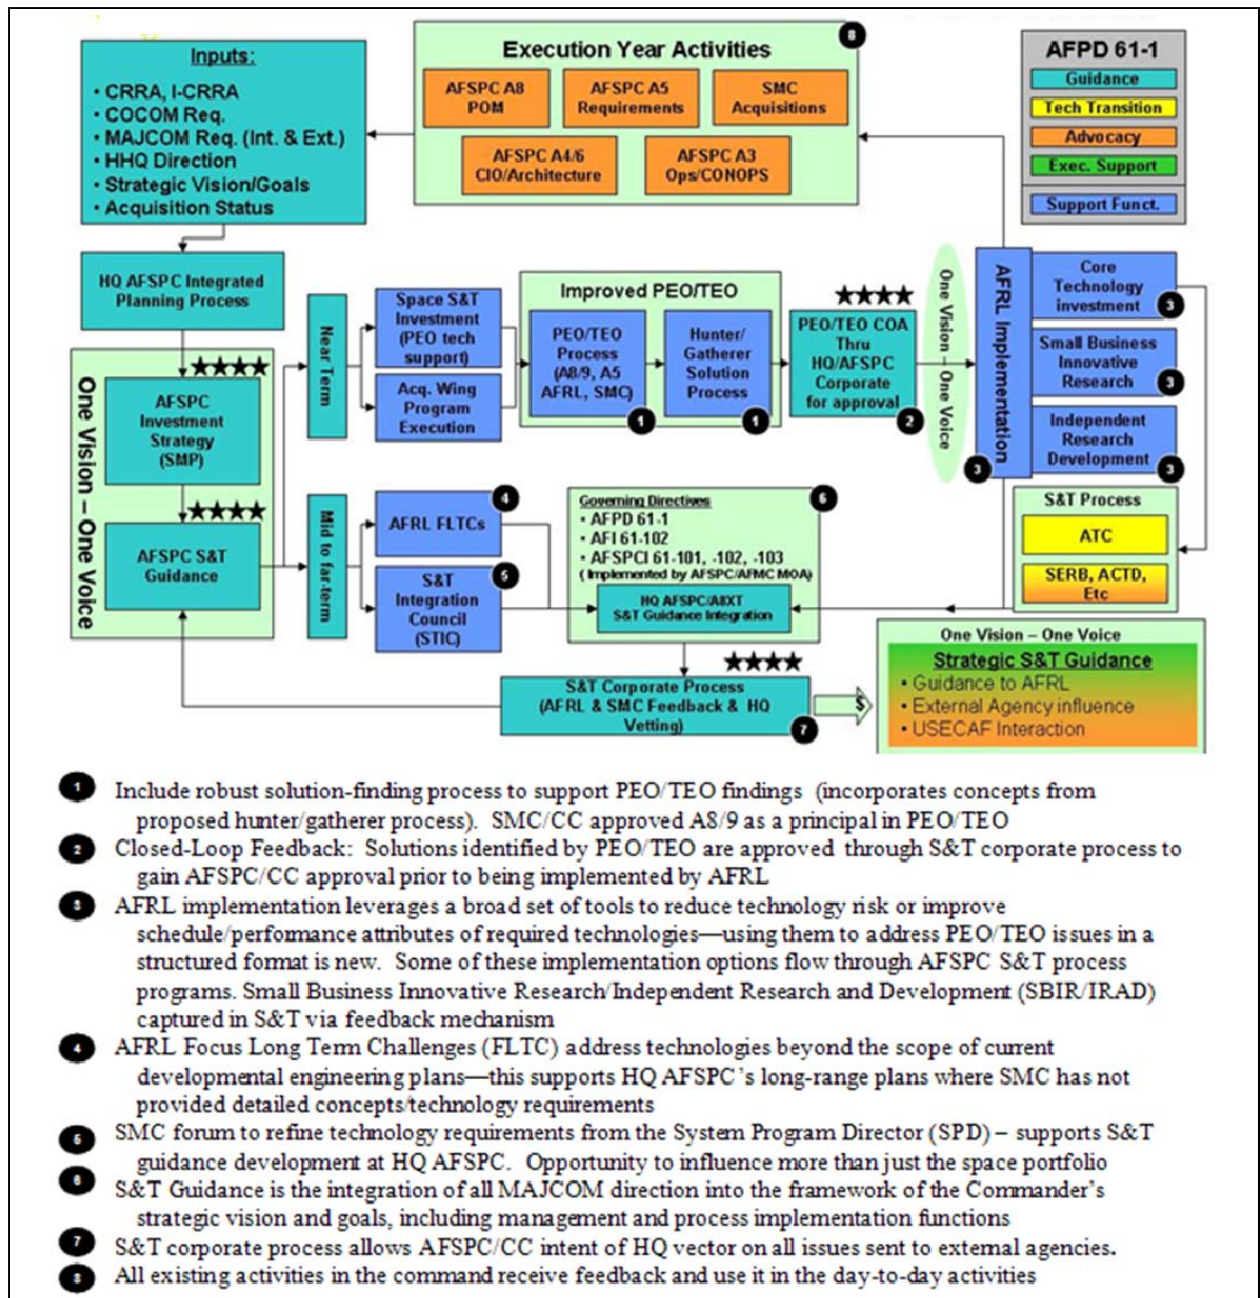 Inputs:
• CRRA, I-CRRA
• COCOM Req.
• MAJCOM Req. (Int. & Ext.)
• HHQ Direction
• Strategic Vision/Goals
• Acquisition Status
Execution Year Activities
8
AFSPC A8
POM
AFSPC A5
Requirements
SMC
Acquisitions
AFSPC A4/6
CIO/Architecture
AFSPC A3
Ops/CONOPS
AFPD 61-1
Guidance
Tech Transition
Advocacy
Exec. Support
Support Funct.
HQ AFSPC Integrated
Planning Process
One Vision – One Voice
★★★★
AFSPC
Investment
Strategy
(SMP)
★★★★
AFSPC S&T
Guidance
Near Term
Space S&T
Investment
(PEO tech
support)
Acq. Wing
Program
Execution
Improved PEO/TEO
PEO/TEO
Process
(A8/9, A5
AFRL, SMC)
1
Hunter/
Gatherer
Solution
Process
1
★★★★
PEO/TEO COA
Thru
HQ/AFSPC
Corporate
for approval
2
One Vision – One Voice
AFRL Implementation
3
Core
Technology
investment
3
Small Business
Innovative
Research
3
Independent
Research
Development
3
Mid to far-term
AFRL FLTCs
4
S&T
Integration
Council
(STIC)
5
Governing Directives
6
• AFPD 61-1
• AFI 61-102
• AFSPCI 61-101, -102, -103
(Implemented by AFSPC/AFMC MOA)
HQ AFSPC/A8XT
S&T Guidance Integration
S&T Process
ATC
SERB, ACTD,
Etc
★★★★
S&T Corporate Process
(AFRL & SMC Feedback & HQ
Vetting)
7
$
One Vision – One Voice
Strategic S&T Guidance
• Guidance to AFRL
• External Agency influence
• USECAF Interaction
1 Include robust solution-finding process to support PEO/TEO findings (incorporates concepts from
proposed hunter/gatherer process). SMC/CC approved A8/9 as a principal in PEO/TEO
2 Closed-Loop Feedback: Solutions identified by PEO/TEO are approved through S&T corporate process to
gain AFSPC/CC approval prior to being implemented by AFRL
3 AFRL implementation leverages a broad set of tools to reduce technology risk or improve
schedule/performance attributes of required technologies—using them to address PEO/TEO issues in a
structured format is new. Some of these implementation options flow through AFSPC S&T process
programs. Small Business Innovative Research/Independent Research and Development (SBIR/IRAD)
captured in S&T via feedback mechanism
4 AFRL Focus Long Term Challenges (FLTC) address technologies beyond the scope of current
developmental engineering plans—this supports HQ AFSPC's long-range plans where SMC has not
provided detailed concepts/technology requirements
5 SMC forum to refine technology requirements from the System Program Director (SPD) – supports S&T
guidance development at HQ AFSPC. Opportunity to influence more than just the space portfolio
6 S&T Guidance is the integration of all MAJCOM direction into the framework of the Commander's
strategic vision and goals, including management and process implementation functions
7 S&T corporate process allows AFSPC/CC intent of HQ vector on all issues sent to external agencies.
8 All existing activities in the command receive feedback and use it in the day-to-day activities